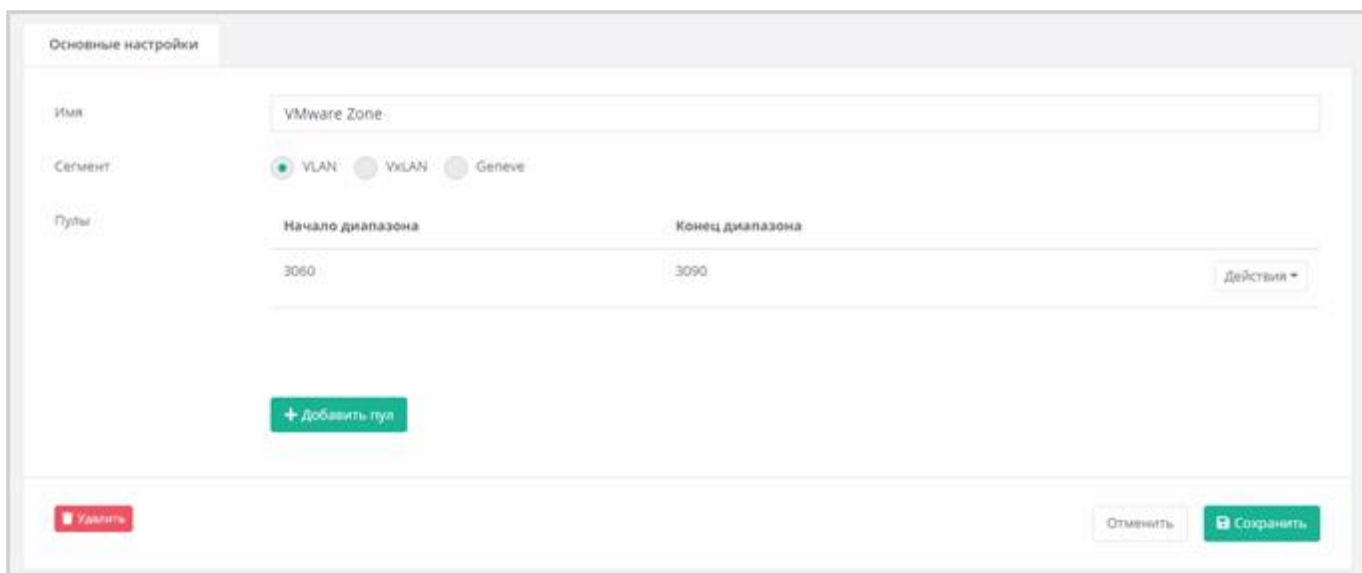 Основные настройки
Имя
VMware Zone
Сегмент
VLAN VxLAN Geneve
Пулы
Начало диапазона Конец диапазона
3060 3090 Действия
+ Добавить пул
Удалить
Отменить Сохранить